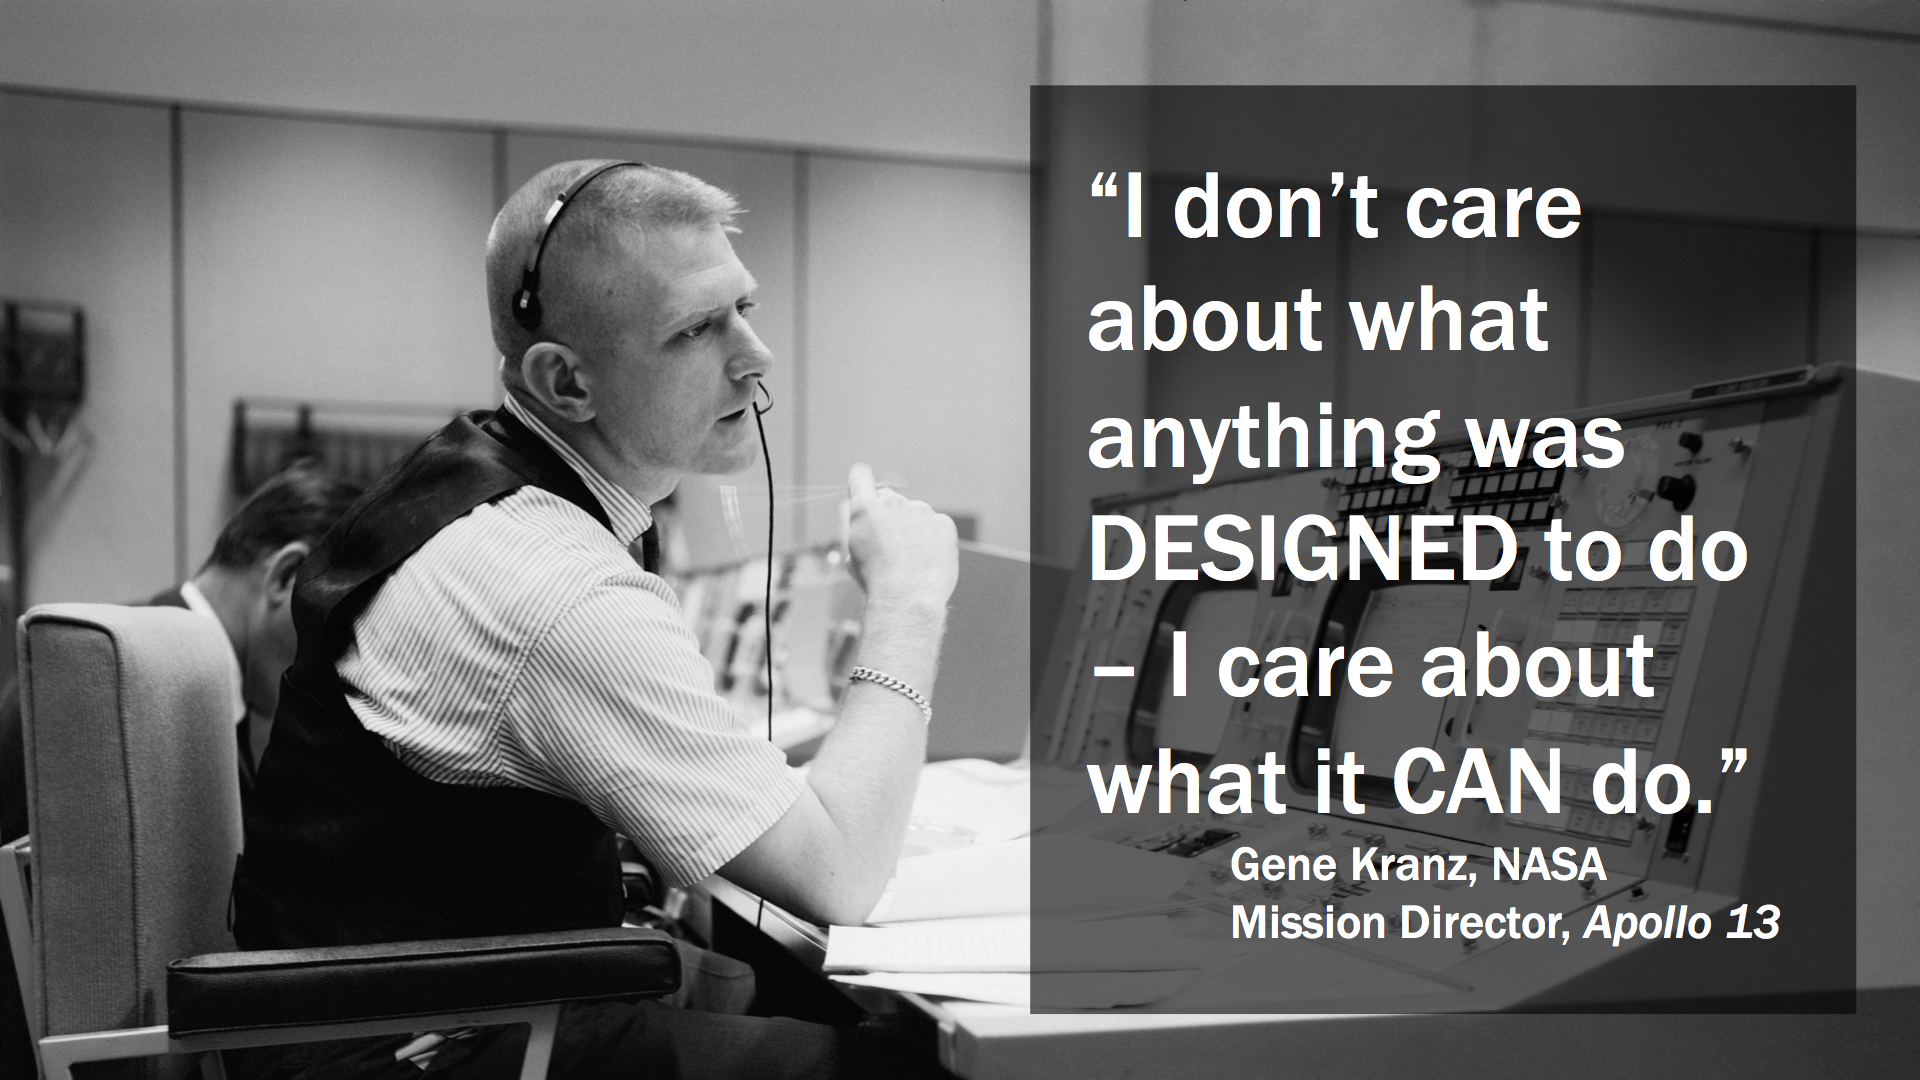 “I don’t care
about what
anything was
DESIGNED to do
– I care about
what it CAN do.”
Gene Kranz, NASA
Mission Director, Apollo 13